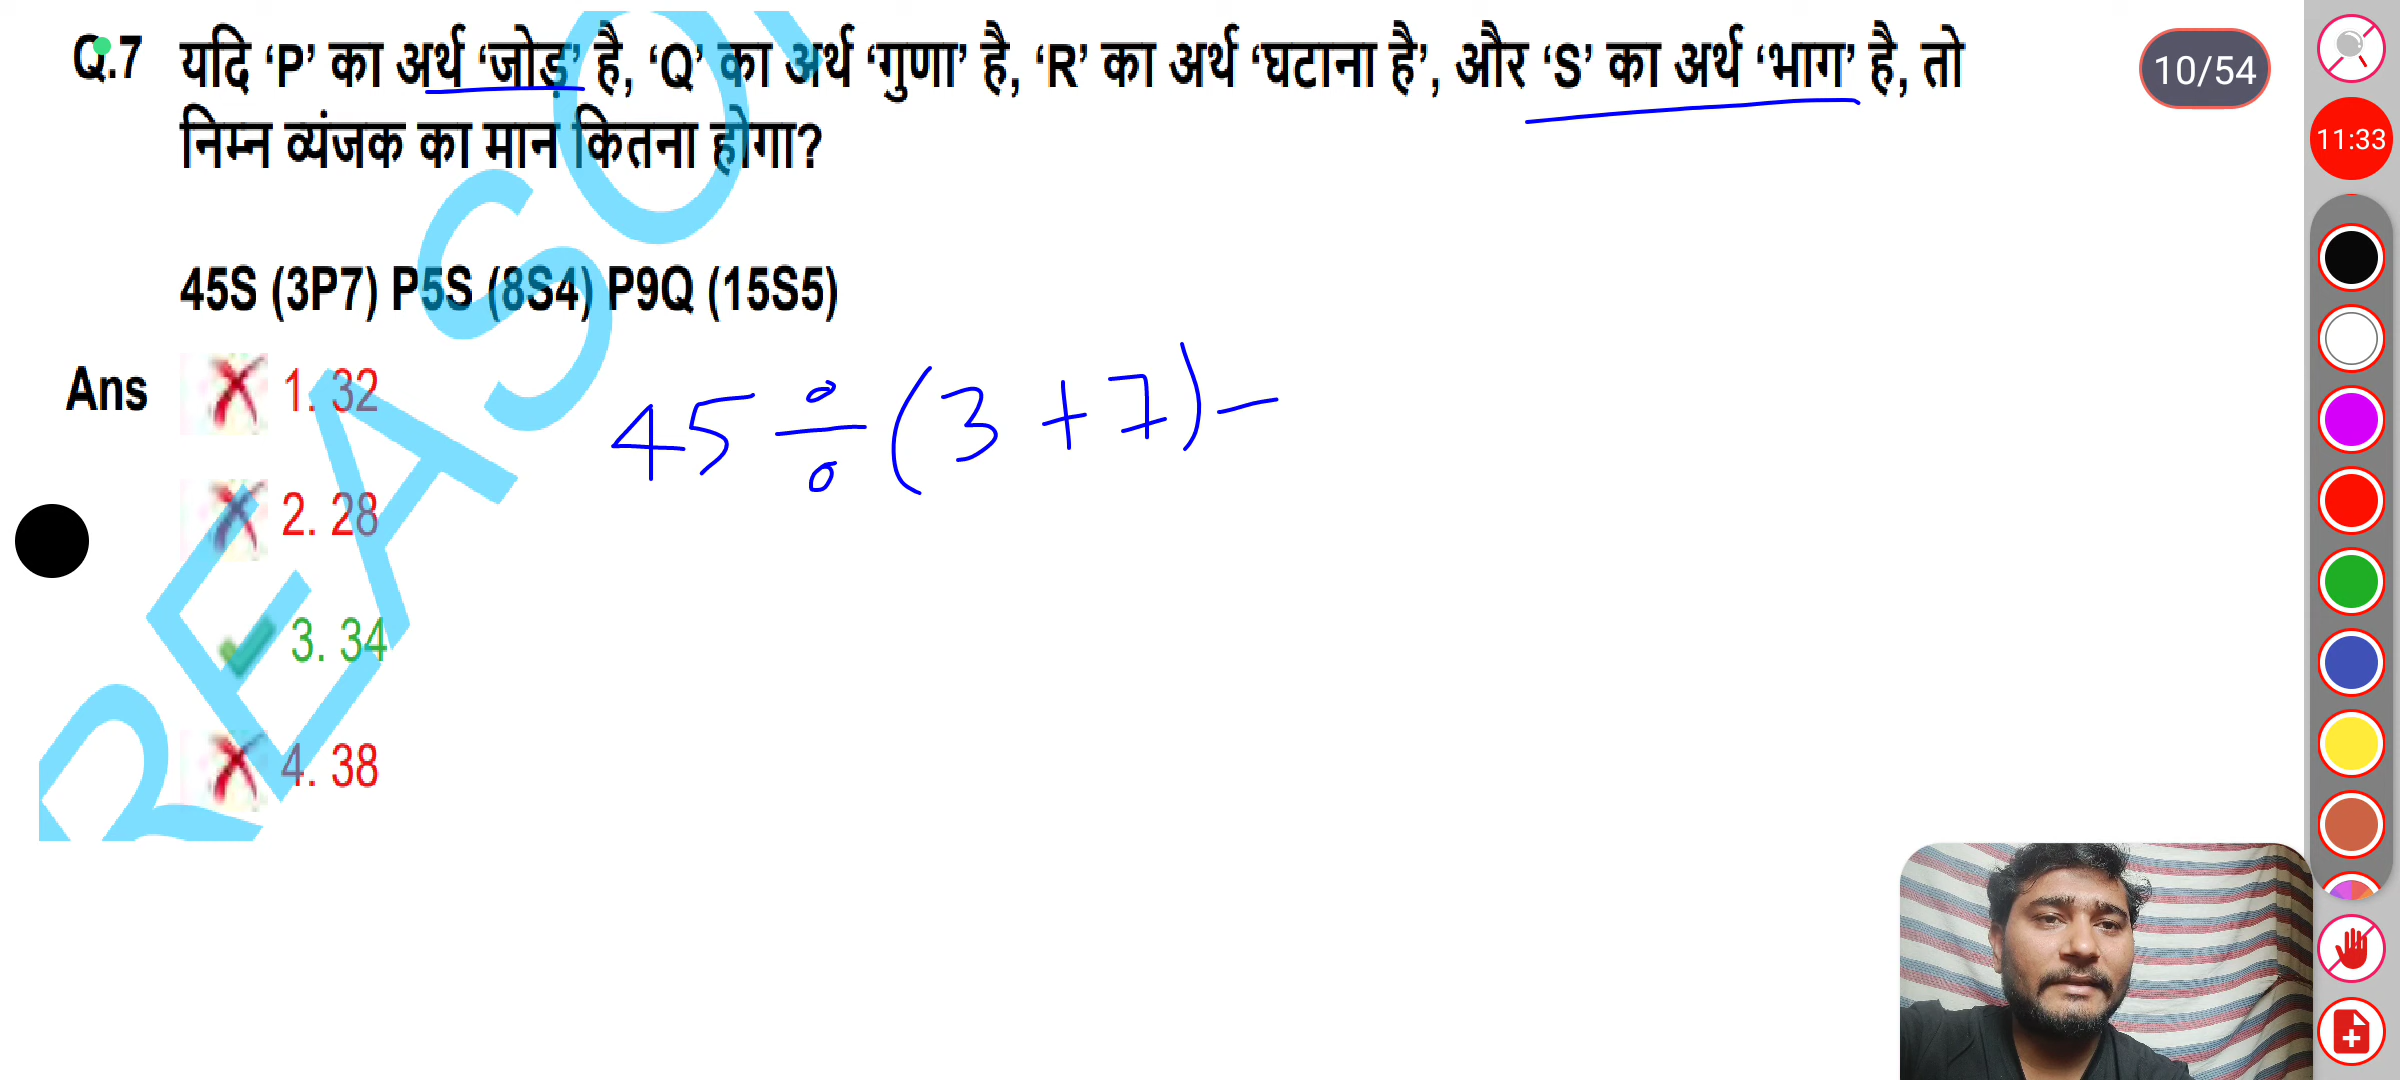 Q.7 यदि ‘P’ का अर्थ ‘जोड़’ है, ‘Q’ का अर्थ ‘गुणा’ है, ‘R’ का अर्थ ‘घटाना है’, और ‘S’ का अर्थ ‘भाग’ है, तो
निम्न व्यंजक का मान कितना होगा?
10/54
11:33
45S (3P7) P5S (8S4) P9Q (15S5)
Ans 1. 32
45 ÷ (3 + 7) –
2. 28
3. 34
4. 38
REASO